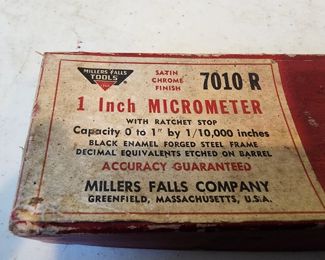 MILLERS FALLS
TOOLS
SATIN
CHROME
FINISH
7010 R
1 Inch MICROMETER
WITH RATCHET STOP
Capacity 0 to 1" by 1/10,000 inches
BLACK ENAMEL FORGED STEEL FRAME
DECIMAL EQUIVALENTS ETCHED ON BARREL
ACCURACY GUARANTEED
MILLERS FALLS COMPANY
GREENFIELD, MASSACHUSETTS, U.S.A.